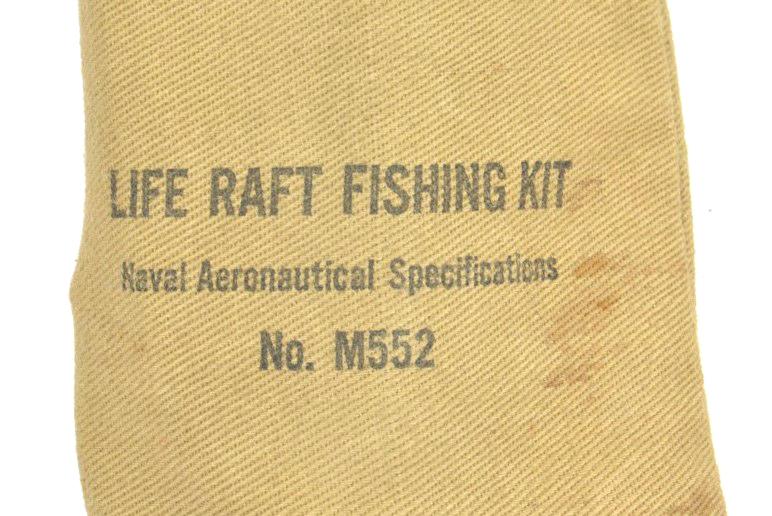 LIFE RAFT FISHING KIT
Naval Aeronautical Specifications
No. M552